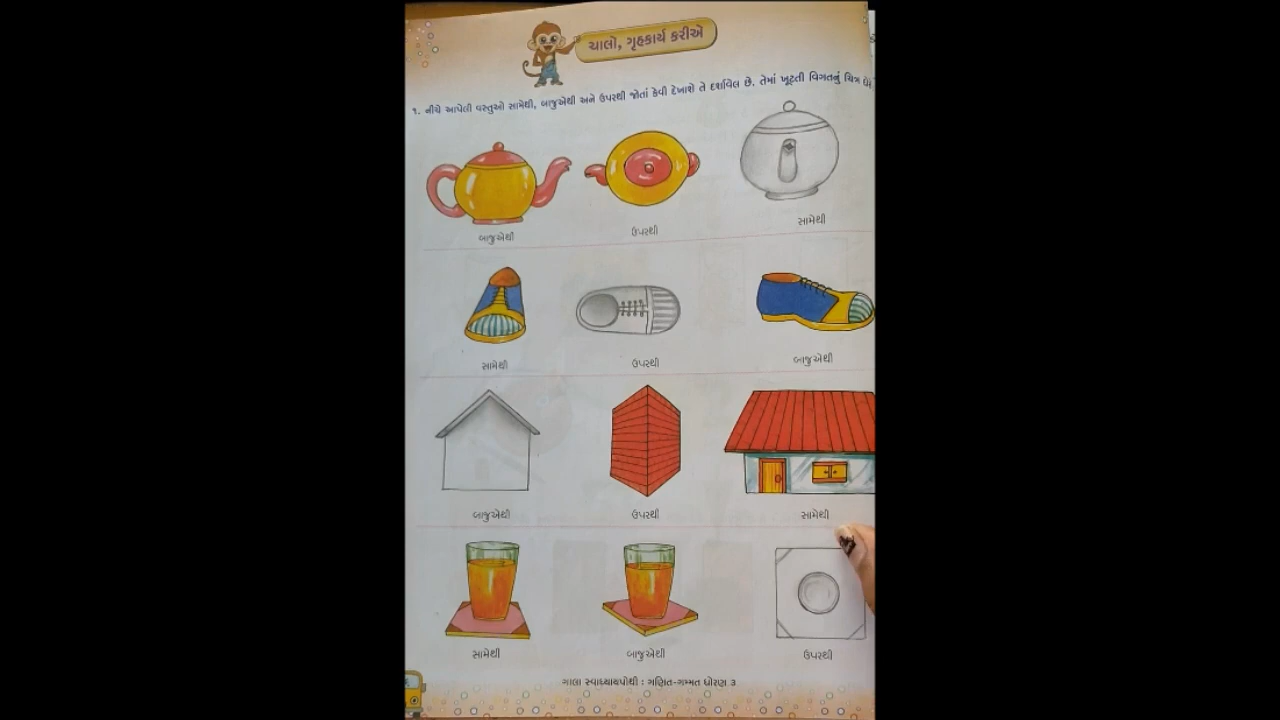 ચાલો, ગૃહકાર્ય કરીએ
૧. નીચે આપેલી વસ્તુઓ સામેથી, બાજુએથી અને ઉપરથી જોતાં કેવી દેખાશે તે દર્શાવેલ છે. તેમાં ખૂટતી વિગતનું ચિત્ર
બાજુએથી ઉપરથી સામેથી
સામેથી ઉપરથી બાજુએથી
બાજુએથી ઉપરથી સામેથી
સામેથી બાજુએથી ઉપરથી
ગાલા સ્વાધ્યાયપોથી : ગણિત-ગમ્મત ધોરણ 3